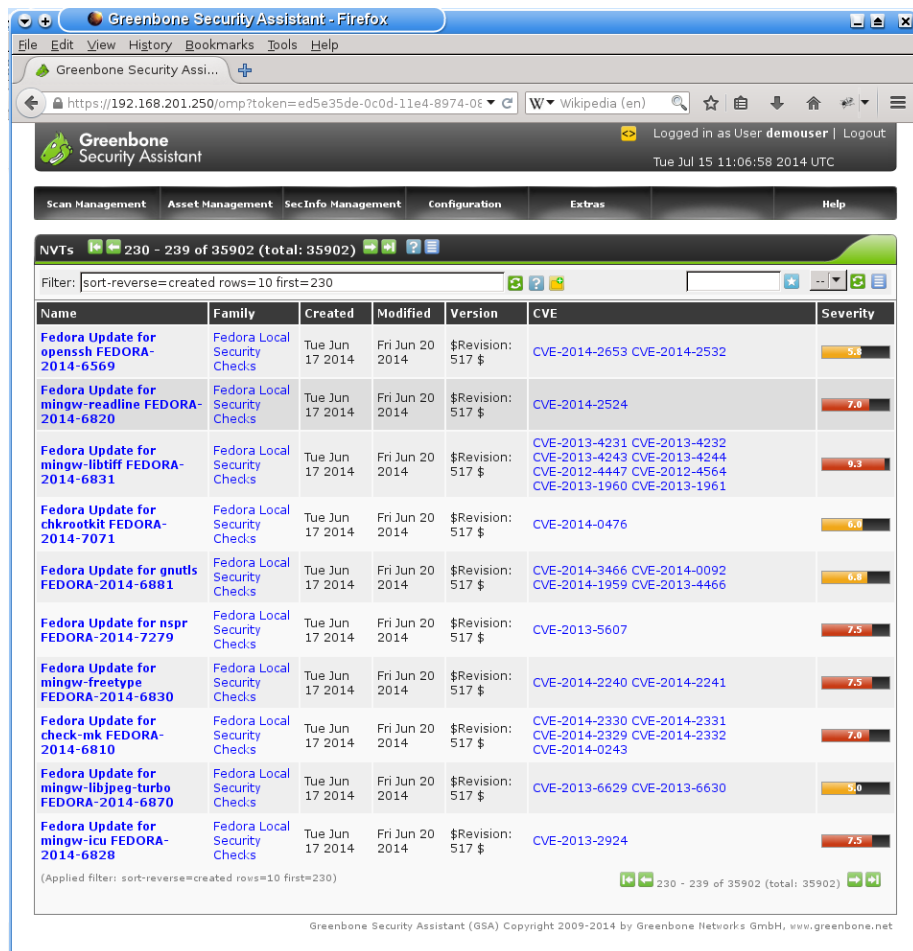 Greenbone Security Assistant - Firefox
File Edit View History Bookmarks Tools Help
Greenbone Security Assi...
https://192.168.201.250/omp?token=ed5e35de-0c0d-11e4-8974-08
W Wikipedia (en)
Greenbone
Security Assistant
Logged in as User demouser | Logout
Tue Jul 15 11:06:58 2014 UTC
Scan Management Asset Management SecInfo Management Configuration Extras Help
NVTs 230 - 239 of 35902 (total: 35902)
Filter: sort-reverse=created rows=10 first=230
--
Name Family Created Modified Version CVE Severity
Fedora Update for openssh FEDORA-2014-6569 Fedora Local Security Checks Tue Jun 17 2014 Fri Jun 20 2014 $Revision: 517 $ CVE-2014-2653 CVE-2014-2532 5.8
Fedora Update for mingw-readline FEDORA-2014-6820 Fedora Local Security Checks Tue Jun 17 2014 Fri Jun 20 2014 $Revision: 517 $ CVE-2014-2524 7.0
Fedora Update for mingw-libtiff FEDORA-2014-6831 Fedora Local Security Checks Tue Jun 17 2014 Fri Jun 20 2014 $Revision: 517 $ CVE-2013-4231 CVE-2013-4232 CVE-2013-4243 CVE-2013-4244 CVE-2012-4447 CVE-2012-4564 CVE-2013-1960 CVE-2013-1961 9.3
Fedora Update for chkrootkit FEDORA-2014-7071 Fedora Local Security Checks Tue Jun 17 2014 Fri Jun 20 2014 $Revision: 517 $ CVE-2014-0476 6.0
Fedora Update for gnutls FEDORA-2014-6881 Fedora Local Security Checks Tue Jun 17 2014 Fri Jun 20 2014 $Revision: 517 $ CVE-2014-3466 CVE-2014-0092 CVE-2014-1959 CVE-2013-4466 6.8
Fedora Update for nspr FEDORA-2014-7279 Fedora Local Security Checks Tue Jun 17 2014 Fri Jun 20 2014 $Revision: 517 $ CVE-2013-5607 7.5
Fedora Update for mingw-freetype FEDORA-2014-6830 Fedora Local Security Checks Tue Jun 17 2014 Fri Jun 20 2014 $Revision: 517 $ CVE-2014-2240 CVE-2014-2241 7.5
Fedora Update for check-mk FEDORA-2014-6810 Fedora Local Security Checks Tue Jun 17 2014 Fri Jun 20 2014 $Revision: 517 $ CVE-2014-2330 CVE-2014-2331 CVE-2014-2329 CVE-2014-2332 CVE-2014-0243 7.0
Fedora Update for mingw-libjpeg-turbo FEDORA-2014-6870 Fedora Local Security Checks Tue Jun 17 2014 Fri Jun 20 2014 $Revision: 517 $ CVE-2013-6629 CVE-2013-6630 5.0
Fedora Update for mingw-icu FEDORA-2014-6828 Fedora Local Security Checks Tue Jun 17 2014 Fri Jun 20 2014 $Revision: 517 $ CVE-2013-2924 7.5
(Applied filter: sort-reverse=created rows=10 first=230) 230 - 239 of 35902 (total: 35902)
Greenbone Security Assistant (GSA) Copyright 2009-2014 by Greenbone Networks GmbH, www.greenbone.net